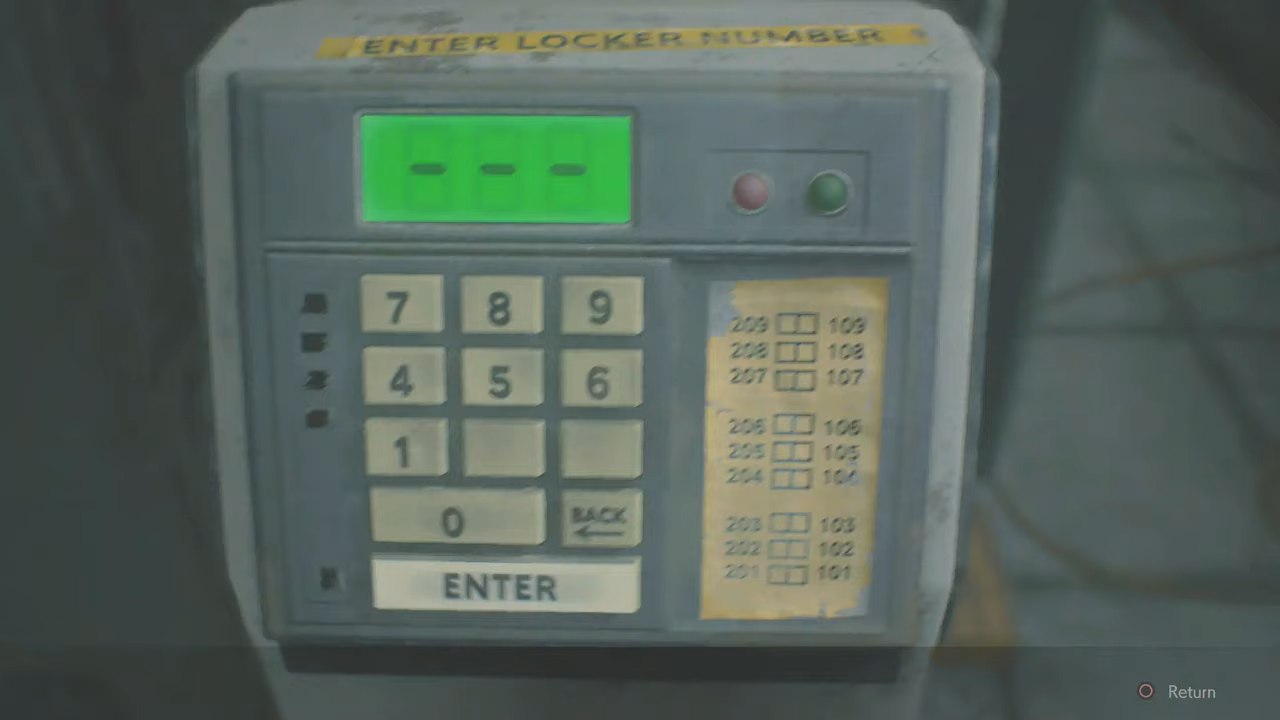 ENTER LOCKER NUMBER
- - -
7 8 9
4 5 6
1
0 BACK
ENTER
209 109
208 108
207 107
206 106
205 105
204 104
203 103
202 102
201 101
Return